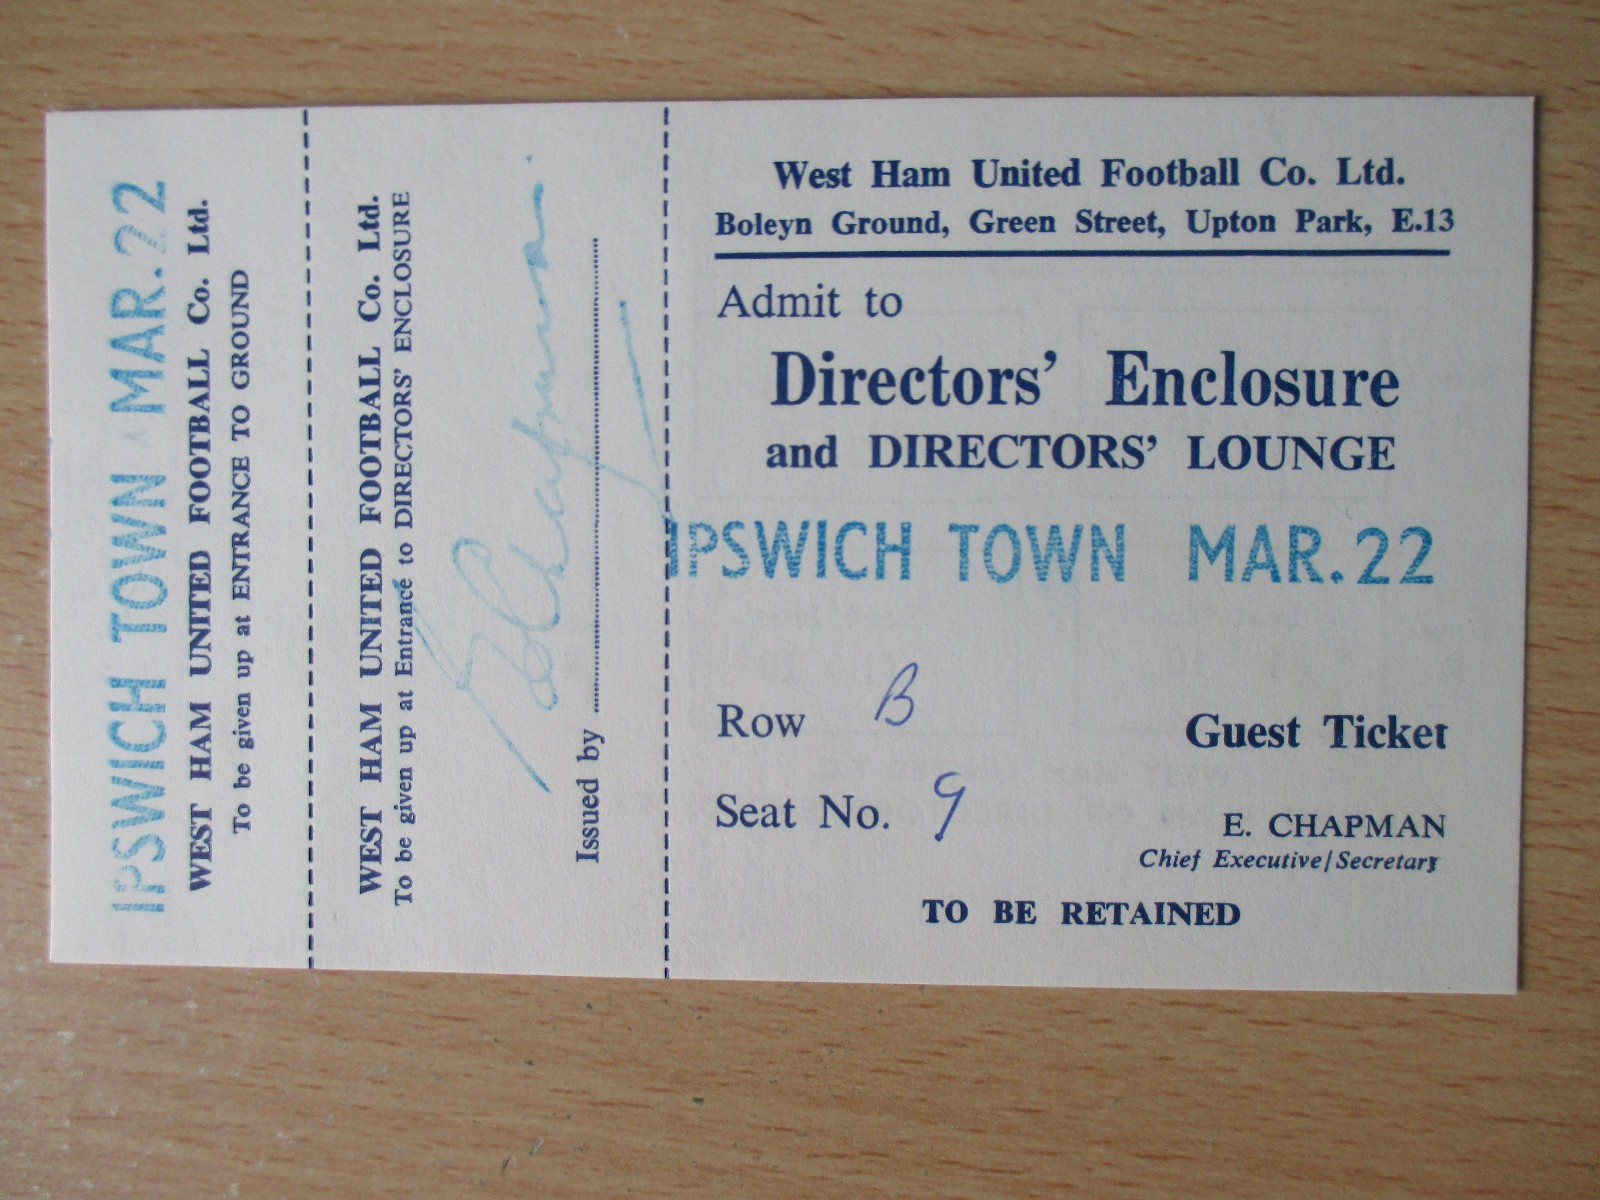 IPSWICH TOWN MAR.22
WEST HAM UNITED FOOTBALL Co. Ltd.
To be given up at ENTRANCE TO GROUND
WEST HAM UNITED FOOTBALL Co. Ltd.
To be given up at Entrance to DIRECTORS' ENCLOSURE
EChapman
Issued by
West Ham United Football Co. Ltd.
Boleyn Ground, Green Street, Upton Park, E.13
Admit to
Directors' Enclosure
and DIRECTORS' LOUNGE
IPSWICH TOWN MAR.22
Row B
Guest Ticket
Seat No. 9
E. CHAPMAN
Chief Executive/Secretary
TO BE RETAINED